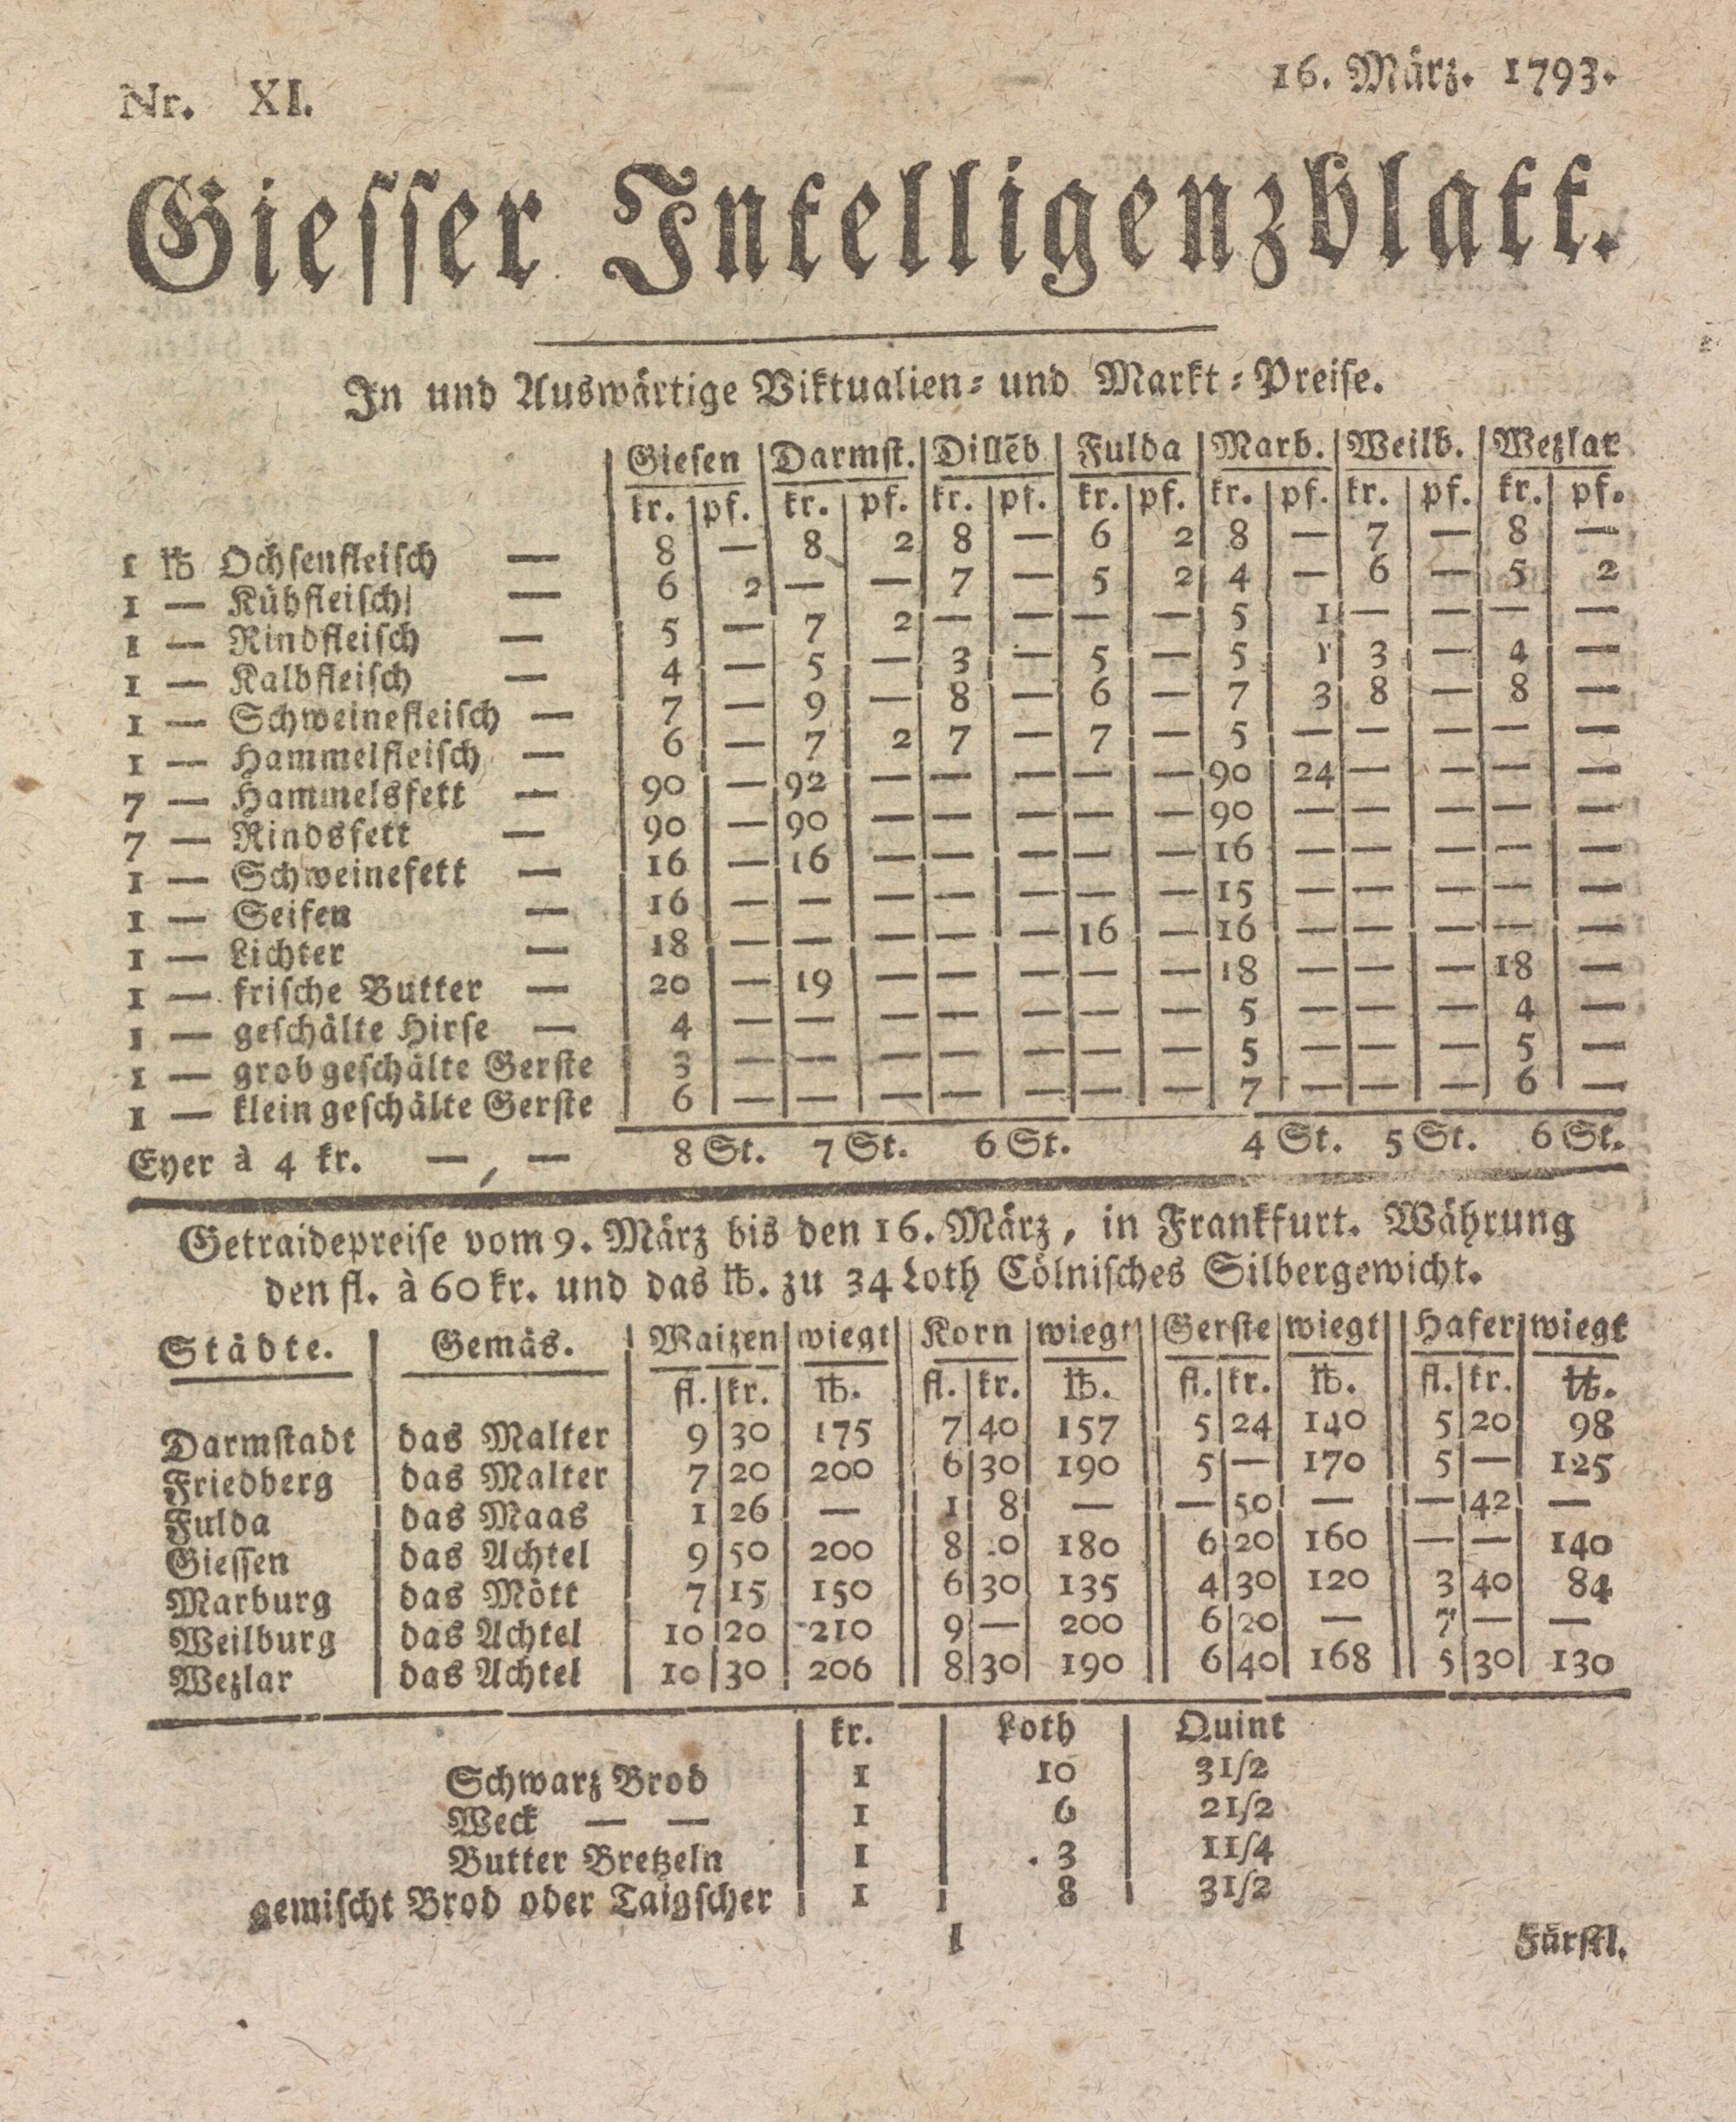 Nr. XI.
16. März. 1793.
Giesser Intelligenzblatt.
In und Auswärtige Viktualien- und Markt-Preise.
Giesen | Darmst. | Dillēb | Fulda | Marb. | Weilb. | Wezlar
kr. | pf. | kr. | pf. | kr. | pf. | kr. | pf. | kr. | pf. | kr. | pf. | kr. | pf.
1 ℔ Ochsenfleisch — 8 | — | 8 | 2 | 8 | — | 6 | 2 | 8 | — | 7 | — | 8 | —
1 — Kühfleisch — 6 | 2 | — | — | 7 | — | 5 | 2 | 4 | — | 6 | — | 5 | 2
1 — Rindfleisch — 5 | — | 7 | 2 | — | — | — | — | 5 | 1 | — | — | — | —
1 — Kalbfleisch — 4 | — | 5 | — | 3 | — | 5 | — | 5 | 1 | 3 | — | 4 | —
1 — Schweinefleisch — 7 | — | 9 | — | 8 | — | 6 | — | 7 | 3 | 8 | — | 8 | —
1 — Hammelfleisch — 6 | — | 7 | 2 | 7 | — | 7 | — | 5 | — | — | — | — | —
7 — Hammelsfett — 90 | — | 92 | — | — | — | — | — | 90 | 24 | — | — | — | —
7 — Rindsfett — 90 | — | 90 | — | — | — | — | — | 90 | — | — | — | — | —
1 — Schweinefett — 16 | — | 16 | — | — | — | — | — | 16 | — | — | — | — | —
1 — Seifen — 16 | — | — | — | — | — | — | — | 15 | — | — | — | — | —
1 — Lichter — 18 | — | — | — | — | — | 16 | — | 16 | — | — | — | — | —
1 — frische Butter — 20 | — | 19 | — | — | — | — | — | 18 | — | — | — | 18 | —
1 — geschälte Hirse — 4 | — | — | — | — | — | — | — | 5 | — | — | — | 4 | —
1 — grob geschälte Gerste 3 | — | — | — | — | — | — | — | 5 | — | — | — | 5 | —
1 — klein geschälte Gerste 6 | — | — | — | — | — | — | — | 7 | — | — | — | 6 | —
Eyer à 4 kr. —, — 8 St. 7 St. 6 St. 4 St. 5 St. 6 St.
Getraidepreise vom 9. März bis den 16. März, in Frankfurt. Währung
den fl. à 60 kr. und das ℔. zu 34 Loth Cölnisches Silbergewicht.
Städte. | Gemäs. | Waizen | wiegt || Korn | wiegt || Gerste | wiegt || Hafer | wiegt
fl. | kr. | ℔. || fl. | kr. | ℔. || fl. | kr. | ℔. || fl. | kr. | ℔.
Darmstadt | das Malter | 9 | 30 | 175 || 7 | 40 | 157 || 5 | 24 | 140 || 5 | 20 | 98
Friedberg | das Malter | 7 | 20 | 200 || 6 | 30 | 190 || 5 | — | 170 || 5 | — | 125
Fulda | das Maas | 1 | 26 | — || 1 | 8 | — || — | 50 | — || — | 42 | —
Giessen | das Achtel | 9 | 50 | 200 || 8 | 0 | 180 || 6 | 20 | 160 || — | — | 140
Marburg | das Mött | 7 | 15 | 150 || 6 | 30 | 135 || 4 | 30 | 120 || 3 | 40 | 84
Weilburg | das Achtel | 10 | 20 | 210 || 9 | — | 200 || 6 | 20 | — || 7 | — | —
Wezlar | das Achtel | 10 | 30 | 206 || 8 | 30 | 190 || 6 | 40 | 168 || 5 | 30 | 130
kr. | Loth | Quint
Schwarz Brod | 1 | 10 | 31/2
Weck — — | 1 | 6 | 21/2
Butter Bretzeln | 1 | 3 | 11/4
gemischt Brod oder Taigscher | 1 | 8 | 31/2
l
Fürstl.